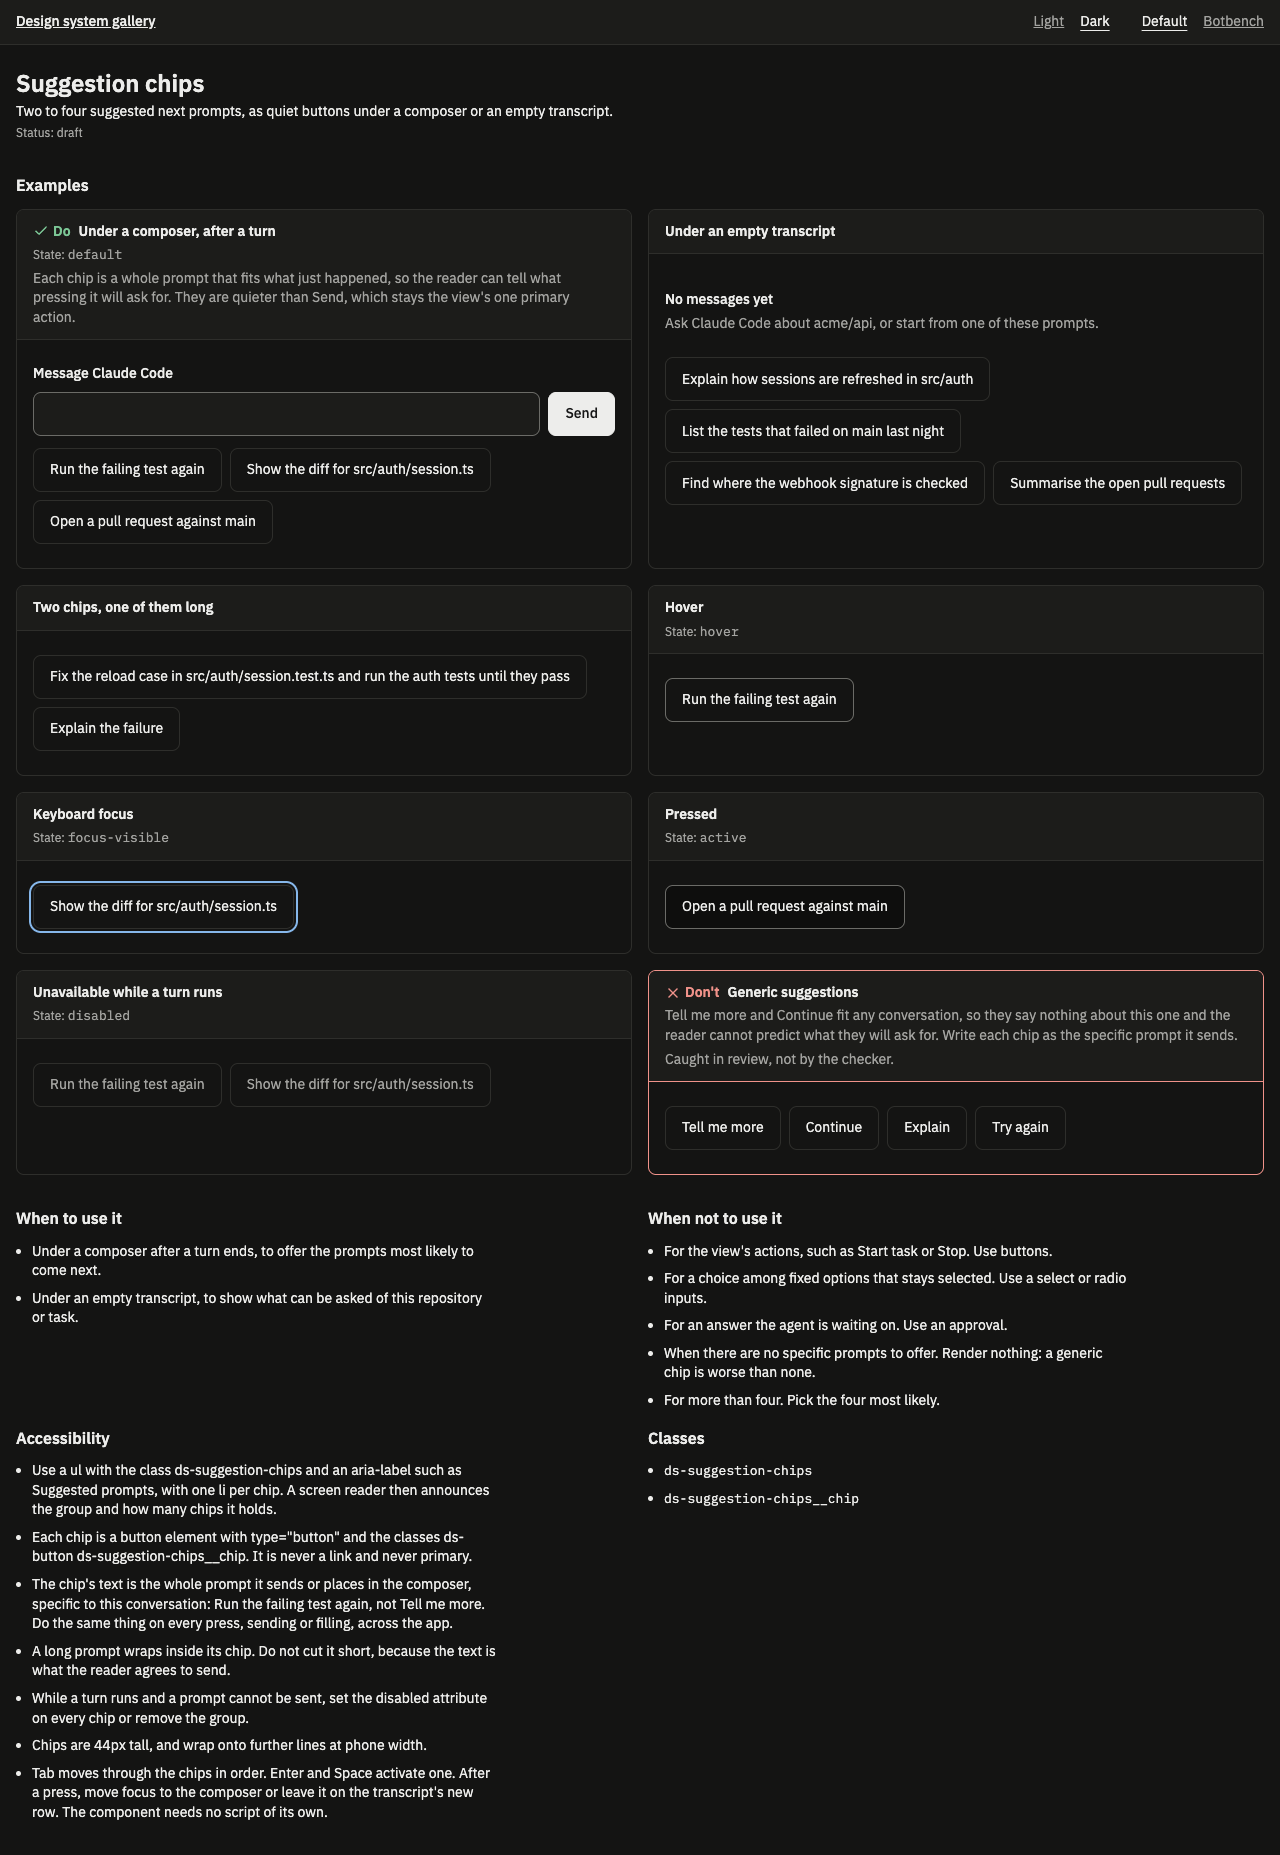 Design system gallery
Light Dark Default Botbench
Suggestion chips
Two to four suggested next prompts, as quiet buttons under a composer or an empty transcript.
Status: draft
Examples
Do Under a composer, after a turn
State: default
Each chip is a whole prompt that fits what just happened, so the reader can tell what
pressing it will ask for. They are quieter than Send, which stays the view's one primary
action.
Message Claude Code
Send
Run the failing test again
Show the diff for src/auth/session.ts
Open a pull request against main
Under an empty transcript
No messages yet
Ask Claude Code about acme/api, or start from one of these prompts.
Explain how sessions are refreshed in src/auth
List the tests that failed on main last night
Find where the webhook signature is checked
Summarise the open pull requests
Two chips, one of them long
Fix the reload case in src/auth/session.test.ts and run the auth tests until they pass
Explain the failure
Hover
State: hover
Run the failing test again
Keyboard focus
State: focus-visible
Show the diff for src/auth/session.ts
Pressed
State: active
Open a pull request against main
Unavailable while a turn runs
State: disabled
Run the failing test again
Show the diff for src/auth/session.ts
Don't Generic suggestions
Tell me more and Continue fit any conversation, so they say nothing about this one and the
reader cannot predict what they will ask for. Write each chip as the specific prompt it sends.
Caught in review, not by the checker.
Tell me more
Continue
Explain
Try again
When to use it
• Under a composer after a turn ends, to offer the prompts most likely to
come next.
• Under an empty transcript, to show what can be asked of this repository
or task.
When not to use it
• For the view's actions, such as Start task or Stop. Use buttons.
• For a choice among fixed options that stays selected. Use a select or radio
inputs.
• For an answer the agent is waiting on. Use an approval.
• When there are no specific prompts to offer. Render nothing: a generic
chip is worse than none.
• For more than four. Pick the four most likely.
Accessibility
• Use a ul with the class ds-suggestion-chips and an aria-label such as
Suggested prompts, with one li per chip. A screen reader then announces
the group and how many chips it holds.
• Each chip is a button element with type="button" and the classes ds-
button ds-suggestion-chips__chip. It is never a link and never primary.
• The chip's text is the whole prompt it sends or places in the composer,
specific to this conversation: Run the failing test again, not Tell me more.
Do the same thing on every press, sending or filling, across the app.
• A long prompt wraps inside its chip. Do not cut it short, because the text is
what the reader agrees to send.
• While a turn runs and a prompt cannot be sent, set the disabled attribute
on every chip or remove the group.
• Chips are 44px tall, and wrap onto further lines at phone width.
• Tab moves through the chips in order. Enter and Space activate one. After
a press, move focus to the composer or leave it on the transcript's new
row. The component needs no script of its own.
Classes
• ds-suggestion-chips
• ds-suggestion-chips__chip